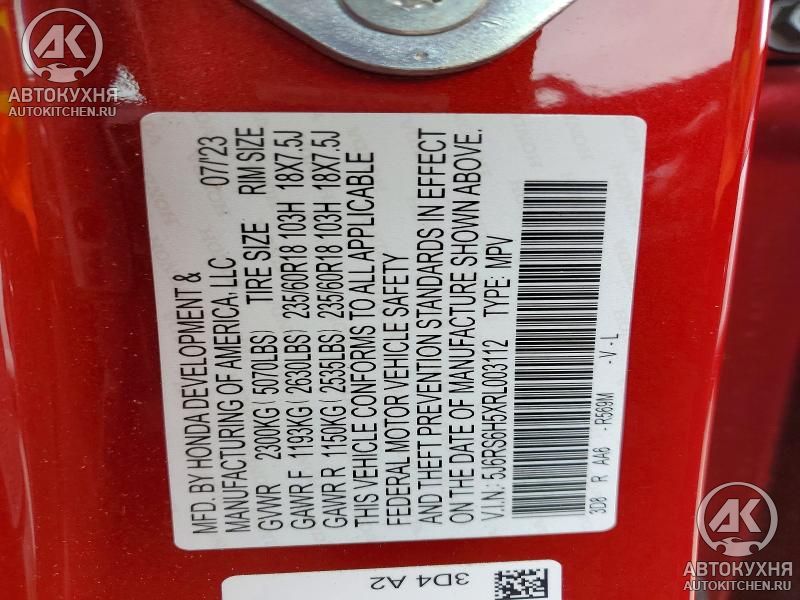 АК
АВТОКУХНЯ
AUTOKITCHEN.RU
MFD. BY HONDA DEVELOPMENT &
MANUFACTURING OF AMERICA, LLC 07/'23
GVWR 2300KG ( 5070LBS) TIRE SIZE RIM SIZE
GAWR F 1193KG ( 2630LBS) 235/60R18 103H 18X7.5J
GAWR R 1150KG ( 2535LBS) 235/60R18 103H 18X7.5J
THIS VEHICLE CONFORMS TO ALL APPLICABLE
FEDERAL MOTOR VEHICLE SAFETY
AND THEFT PREVENTION STANDARDS IN EFFECT
ON THE DATE OF MANUFACTURE SHOWN ABOVE.
V.I.N.: 5J6RS6H5XRL003112 TYPE: MPV
3D8 R AA6 -R569M -V -L
3D4 A2
АК
АВТОКУХНЯ
AUTOKITCHEN.RU